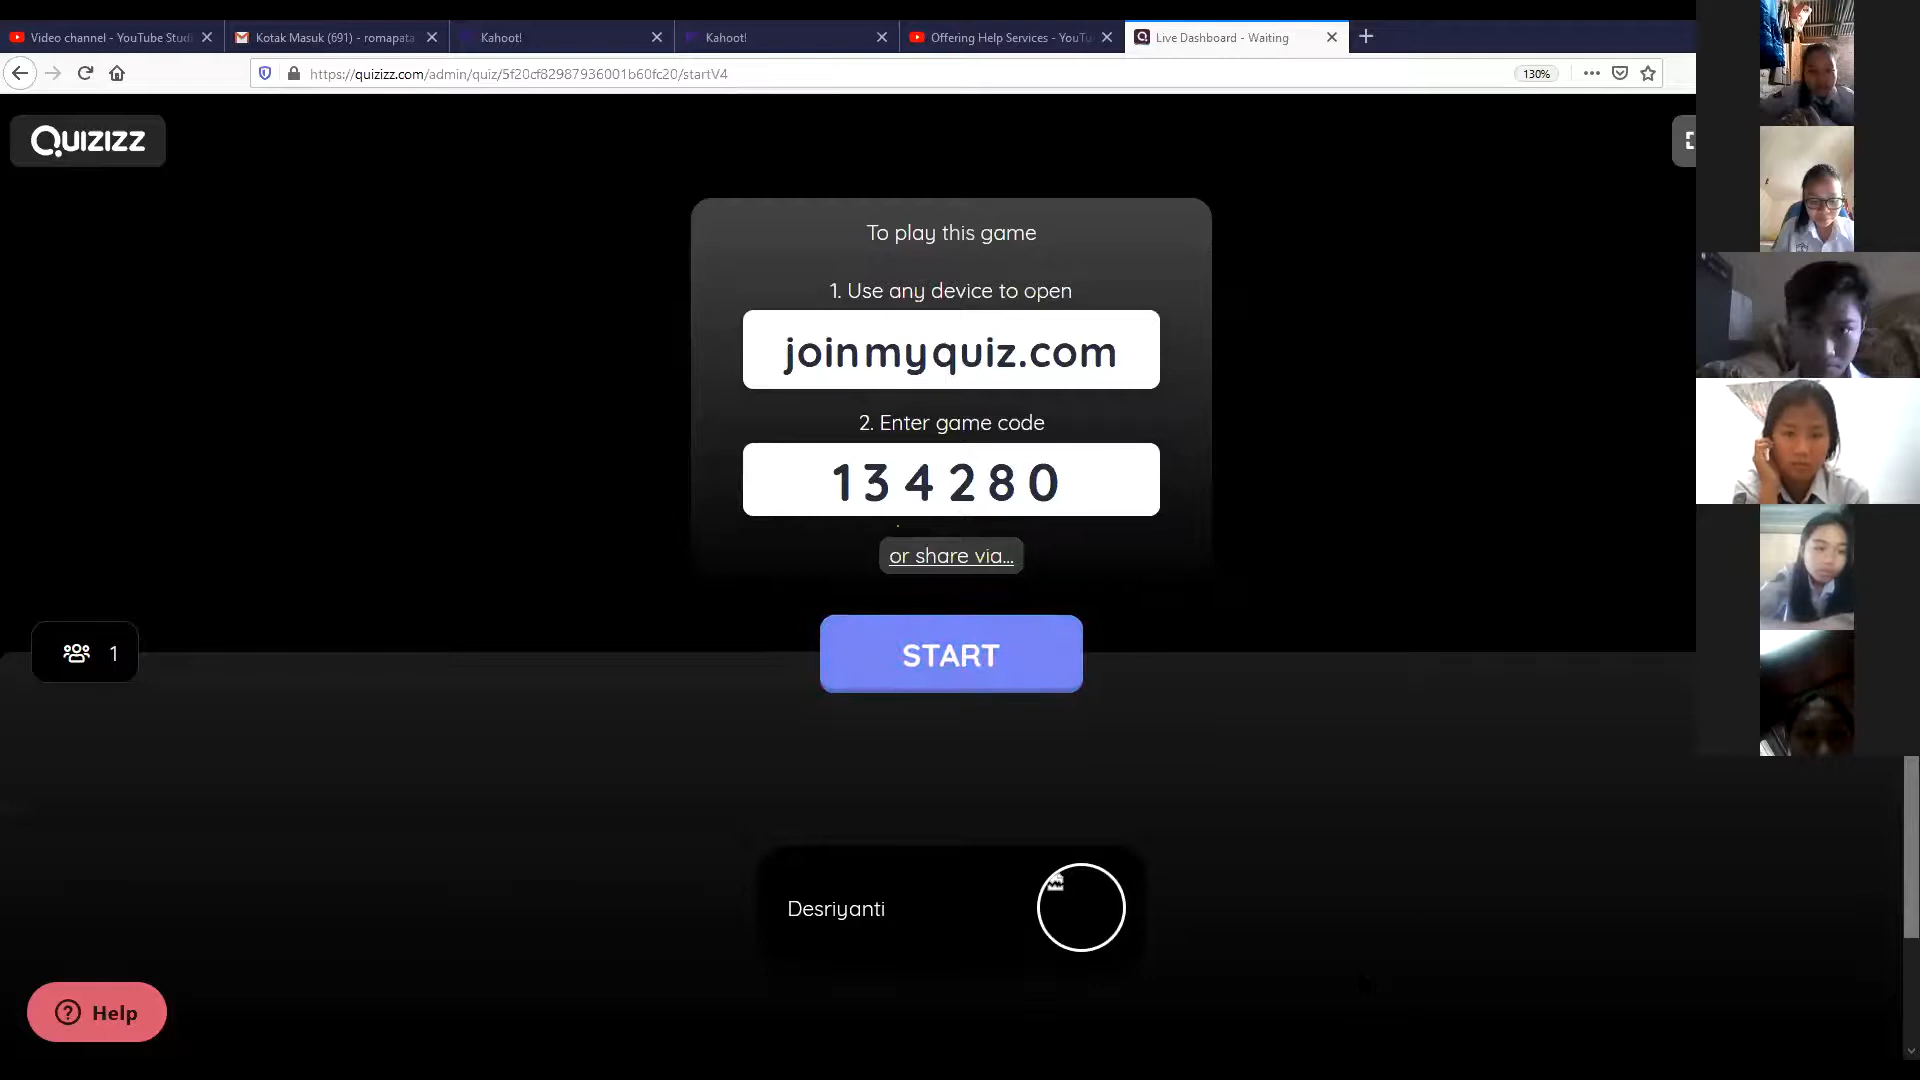 Video channel - YouTube Studi
Kotak Masuk (691) - romapata
Kahoot!
Kahoot!
Offering Help Services - YouTu
Live Dashboard - Waiting
https://quizizz.com/admin/quiz/5f20cf82987936001b60fc20/startV4
130%
Quizizz
To play this game
1. Use any device to open
joinmyquiz.com
2. Enter game code
134280
or share via...
1
START
Desriyanti
Help